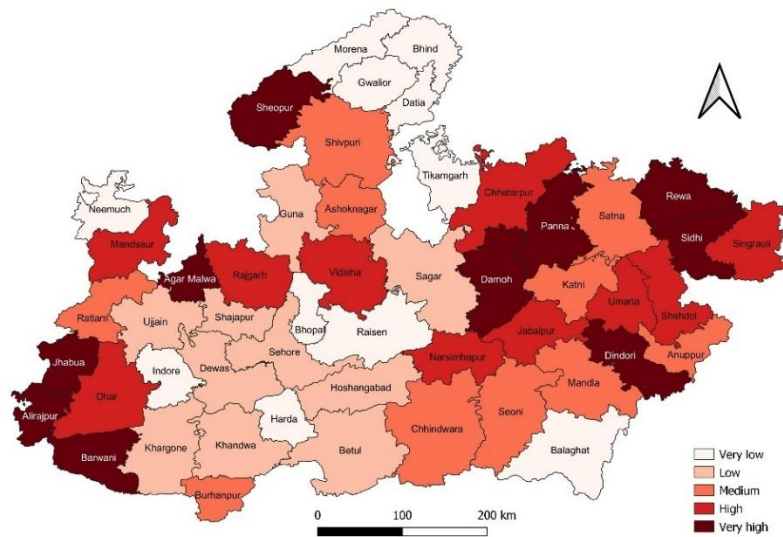 Morena
Bhind
Gwalior
Sheopur
Datia
Shivpuri
Tikamgarh
Chhatarpur
Neemuch
Guna
Ashoknagar
Panna
Satna
Rewa
Mandsaur
Sidhi
Singrauli
Agar Malwa
Rajgarh
Vidisha
Sagar
Damoh
Katni
Umaria
Shahdol
Ratlam
Ujjain
Shajapur
Bhopal
Raisen
Jabalpur
Jhabua
Indore
Dewas
Sehore
Narsimhapur
Dindori
Anuppur
Alirajpur
Dhar
Hoshangabad
Mandla
Barwani
Khargone
Khandwa
Harda
Betul
Chhindwara
Seoni
Balaghat
Burhanpur
Very low
Low
Medium
High
Very high
0 100 200 km